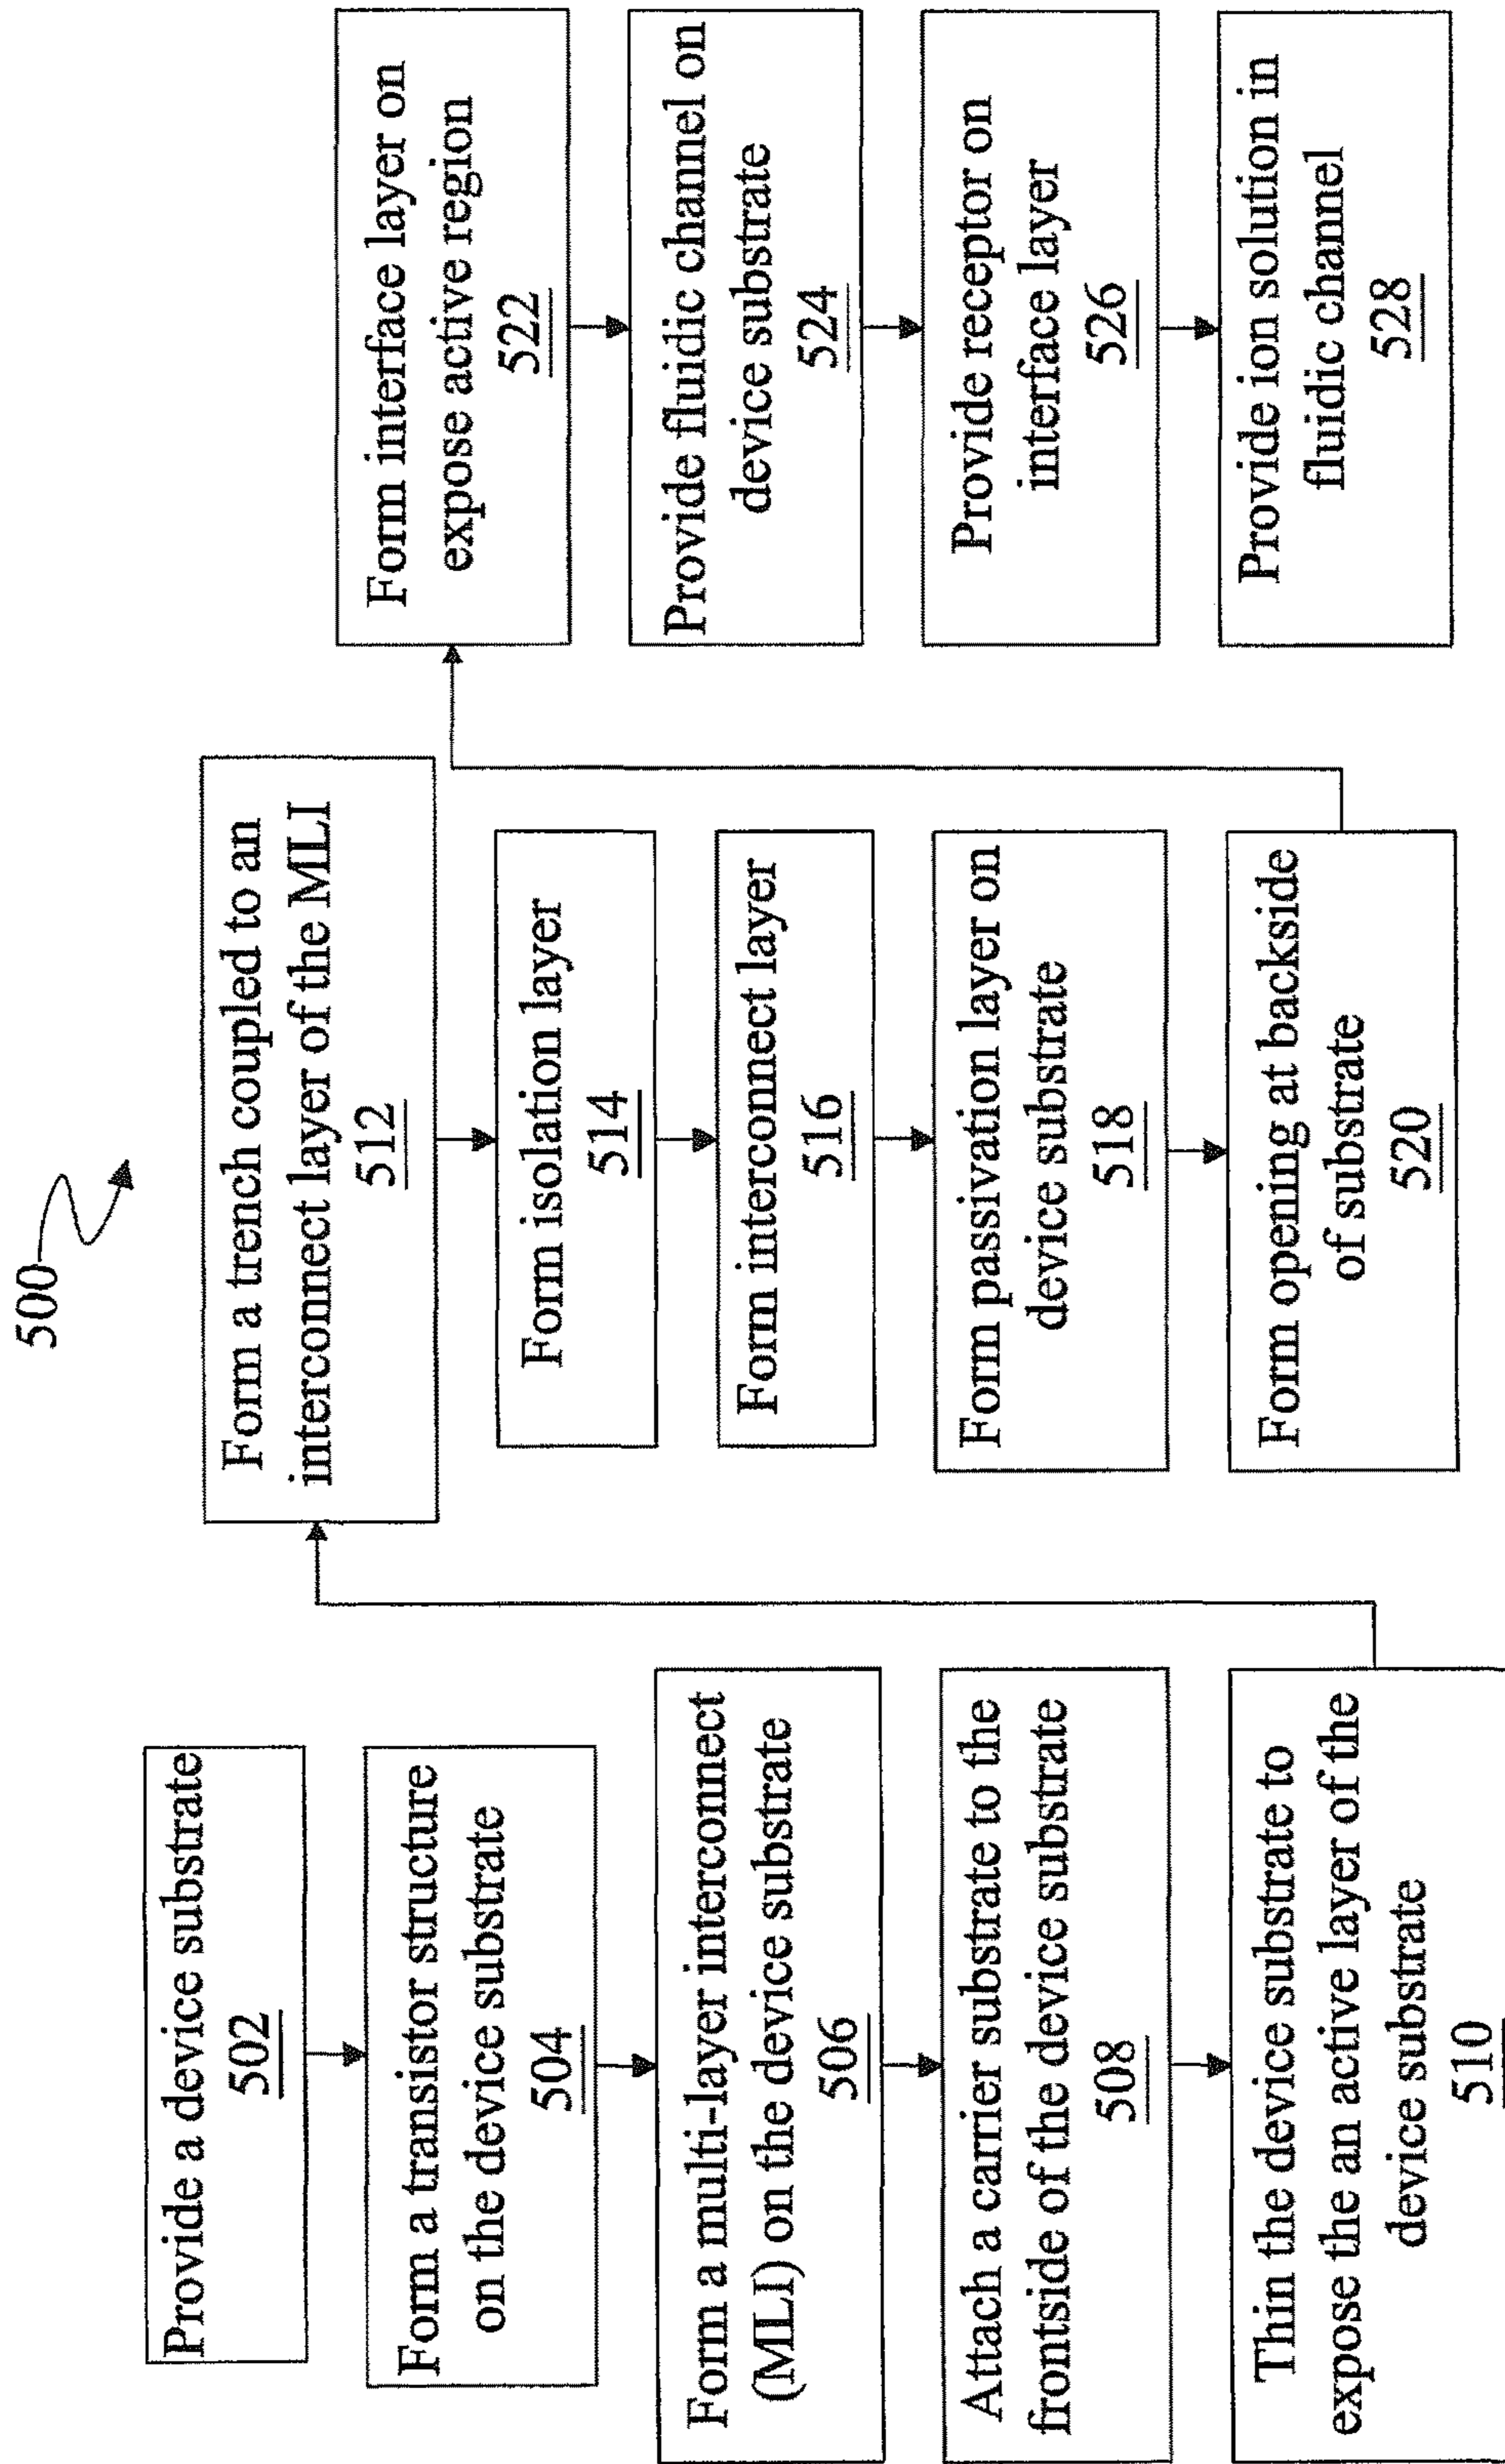 500
Provide a device substrate
502
Form a transistor structure
on the device substrate
504
Form a multi-layer interconnect
(MLI) on the device substrate
506
Attach a carrier substrate to the
frontside of the device substrate
508
Thin the device substrate to
expose the an active layer of the
device substrate
510
Form a trench coupled to an
interconnect layer of the MLI
512
Form isolation layer
514
Form interconnect layer
516
Form passivation layer on
device substrate
518
Form opening at backside
of substrate
520
Form interface layer on
expose active region
522
Provide fluidic channel on
device substrate
524
Provide receptor on
interface layer
526
Provide ion solution in
fluidic channel
528